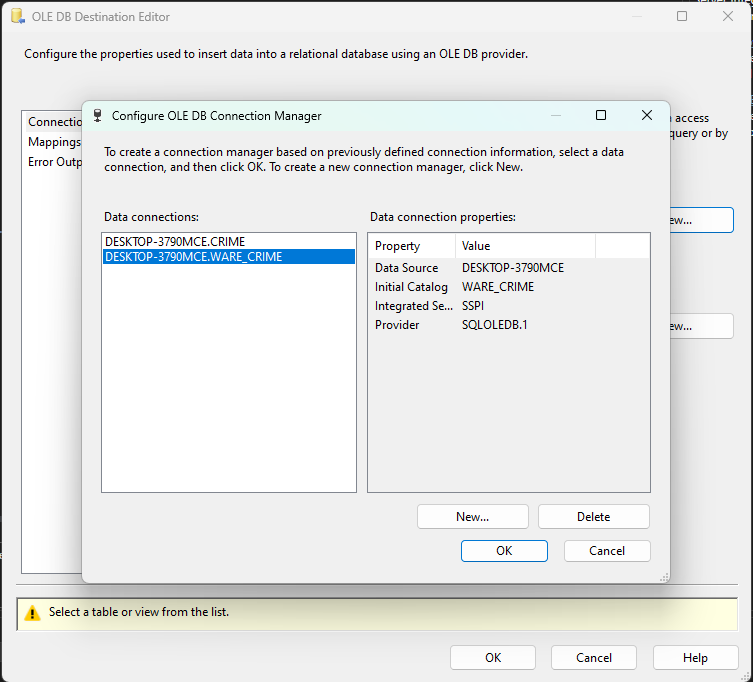 OLE DB Destination Editor
Configure the properties used to insert data into a relational database using an OLE DB provider.
Connectio
Mappings
Error Outp
access
query or by
ew...
ew...
Configure OLE DB Connection Manager
To create a connection manager based on previously defined connection information, select a data
connection, and then click OK. To create a new connection manager, click New.
Data connections:
DESKTOP-3790MCE.CRIME
DESKTOP-3790MCE.WARE_CRIME
Data connection properties:
Property Value
Data Source DESKTOP-3790MCE
Initial Catalog WARE_CRIME
Integrated Se... SSPI
Provider SQLOLEDB.1
New... Delete
OK Cancel
Select a table or view from the list.
OK Cancel Help